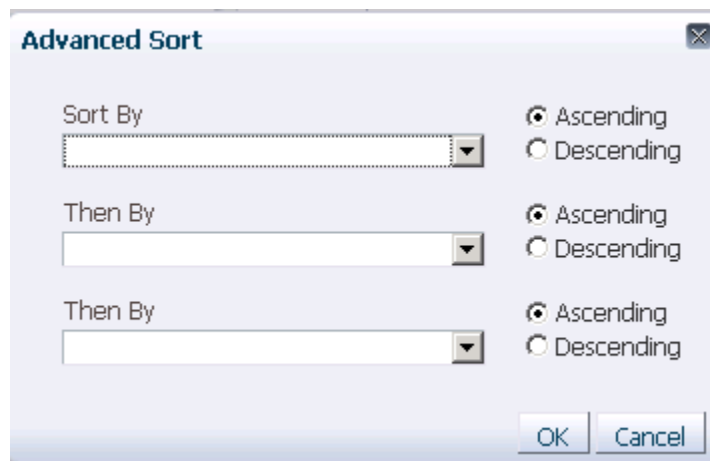 Advanced Sort
Sort By
Ascending
Descending
Then By
Ascending
Descending
Then By
Ascending
Descending
OK Cancel